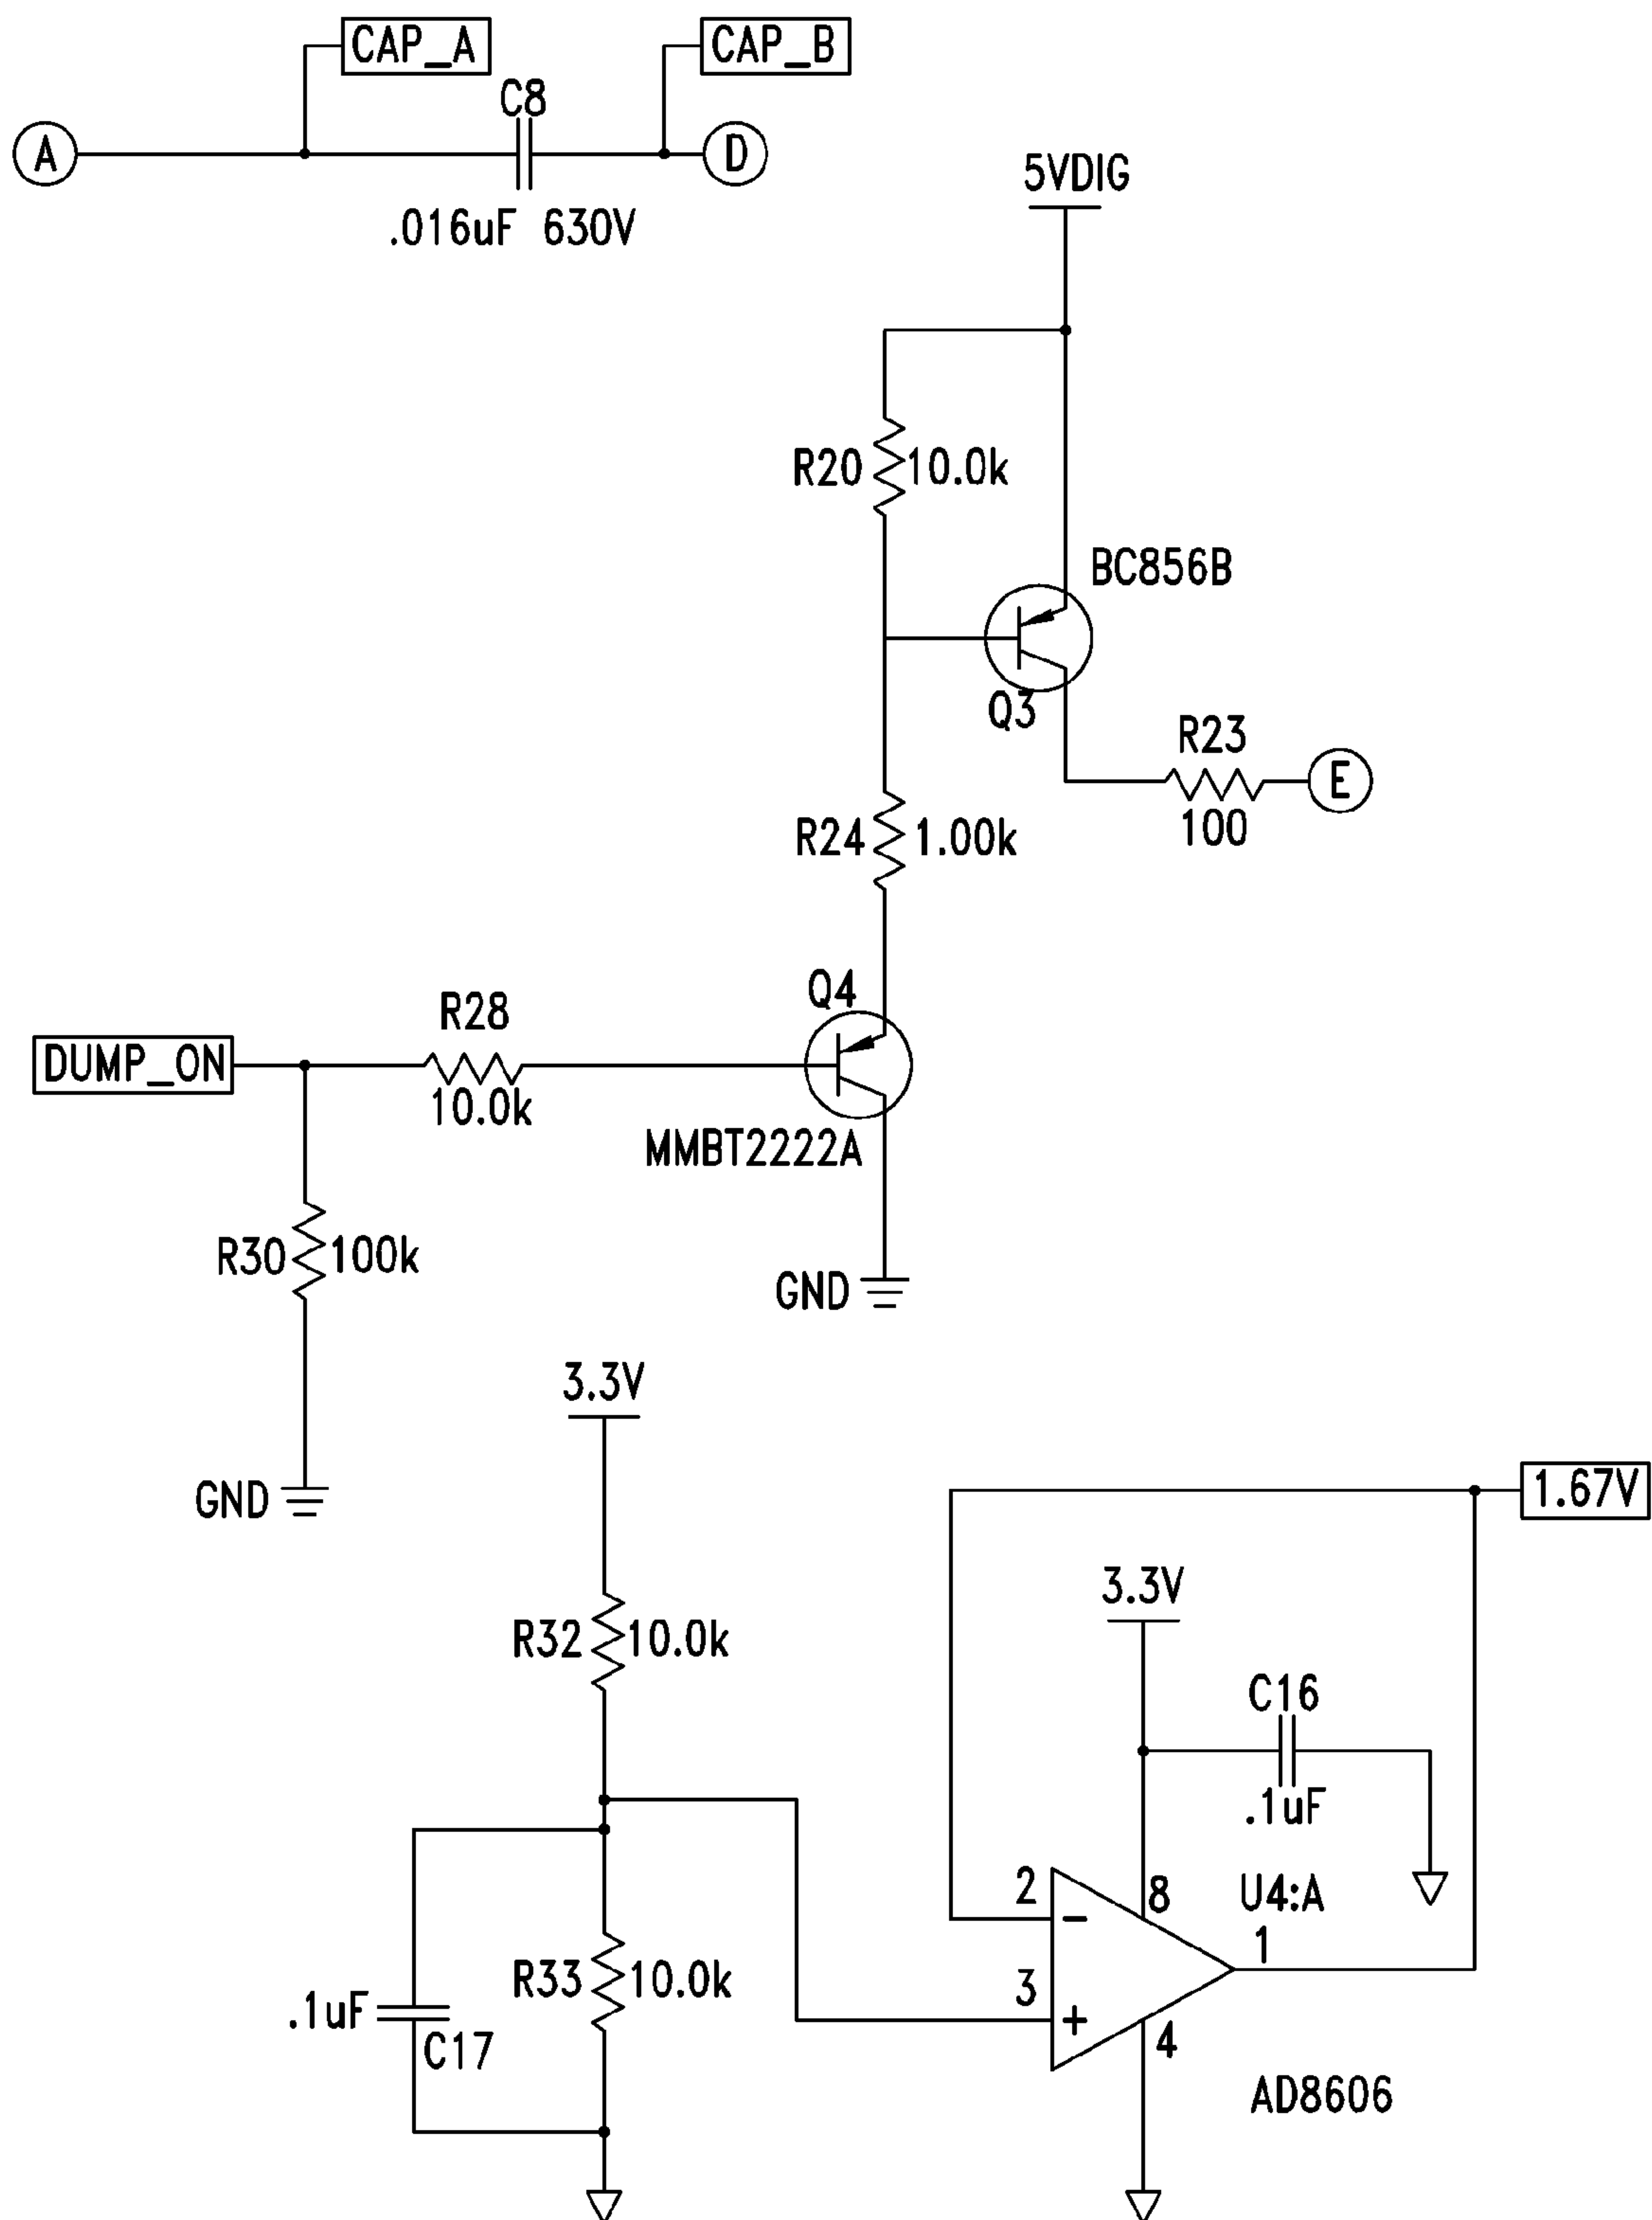 CAP_A
CAP_B
C8
A
D
.016uF 630V
5VDIG
R20
10.0k
BC856B
Q3
R23
E
100
R24
1.00k
Q4
R28
DUMP_ON
10.0k
MMBT2222A
R30
100k
GND
3.3V
GND
1.67V
3.3V
R32
10.0k
C16
.1uF
2
8
U4:A
-
1
R33
10.0k
3
.1uF
+
C17
4
AD8606